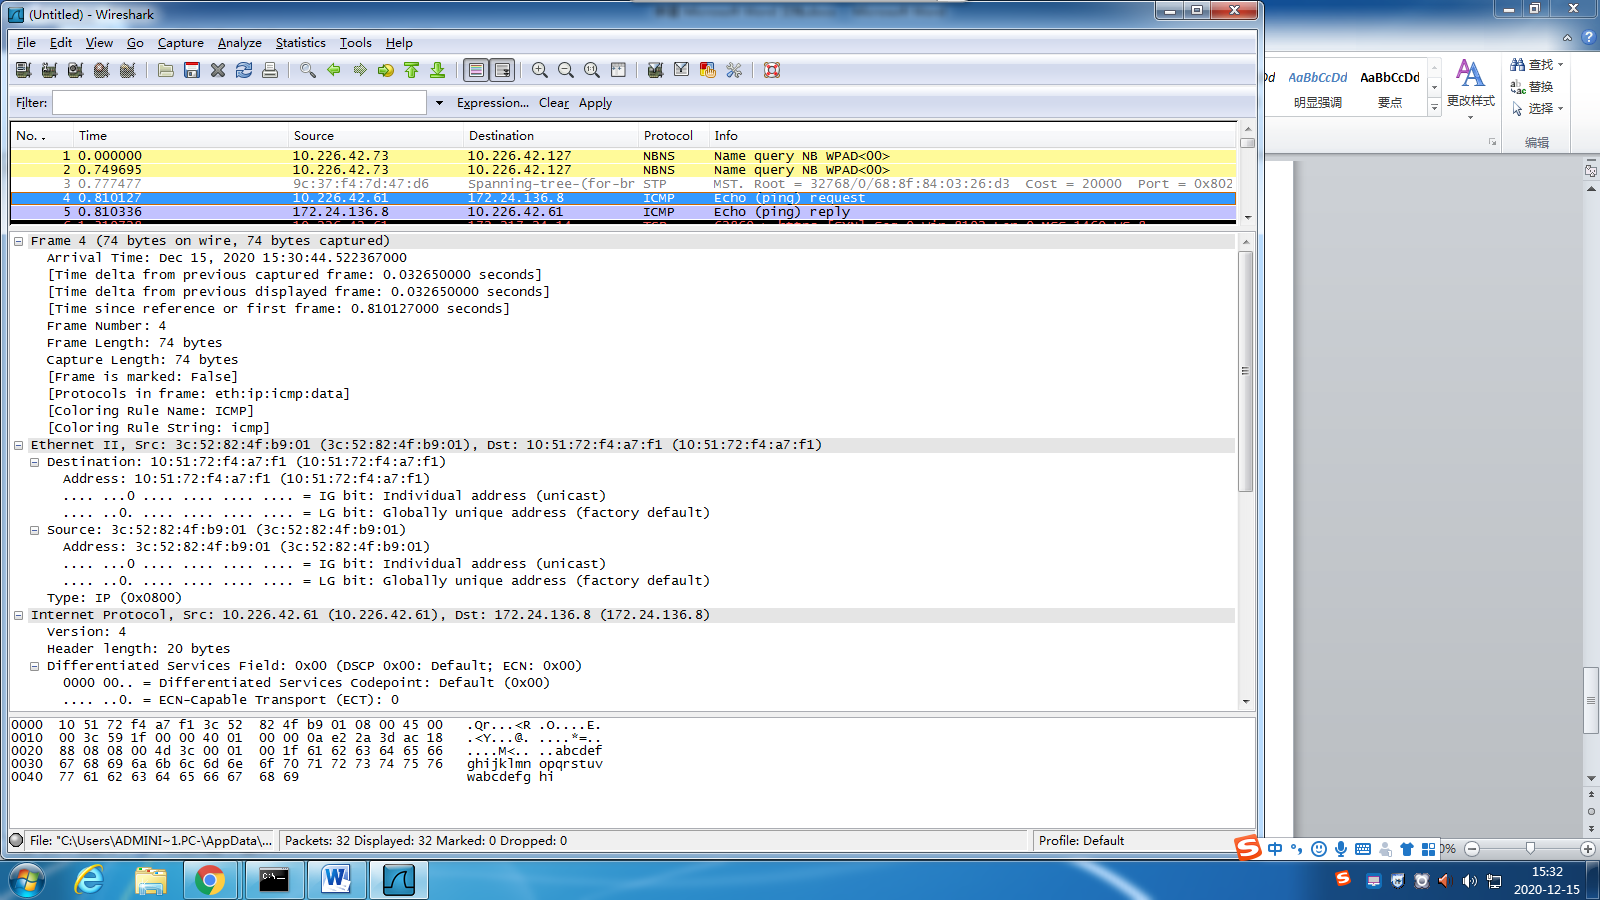 (Untitled) - Wireshark
File Edit View Go Capture Analyze Statistics Tools Help
Filter: Expression... Clear Apply
No. . Time Source Destination Protocol Info
1 0.000000 10.226.42.73 10.226.42.127 NBNS Name query NB WPAD<00>
2 0.749695 10.226.42.73 10.226.42.127 NBNS Name query NB WPAD<00>
3 0.777477 9c:37:f4:7d:47:d6 Spanning-tree-(for-br STP MST. Root = 32768/0/68:8f:84:03:26:d3 Cost = 20000 Port = 0x802
4 0.810127 10.226.42.61 172.24.136.8 ICMP Echo (ping) request
5 0.810336 172.24.136.8 10.226.42.61 ICMP Echo (ping) reply
Frame 4 (74 bytes on wire, 74 bytes captured)
Arrival Time: Dec 15, 2020 15:30:44.522367000
[Time delta from previous captured frame: 0.032650000 seconds]
[Time delta from previous displayed frame: 0.032650000 seconds]
[Time since reference or first frame: 0.810127000 seconds]
Frame Number: 4
Frame Length: 74 bytes
Capture Length: 74 bytes
[Frame is marked: False]
[Protocols in frame: eth:ip:icmp:data]
[Coloring Rule Name: ICMP]
[Coloring Rule String: icmp]
Ethernet II, Src: 3c:52:82:4f:b9:01 (3c:52:82:4f:b9:01), Dst: 10:51:72:f4:a7:f1 (10:51:72:f4:a7:f1)
Destination: 10:51:72:f4:a7:f1 (10:51:72:f4:a7:f1)
Address: 10:51:72:f4:a7:f1 (10:51:72:f4:a7:f1)
.... ...0 .... .... .... .... = IG bit: Individual address (unicast)
.... ..0. .... .... .... .... = LG bit: Globally unique address (factory default)
Source: 3c:52:82:4f:b9:01 (3c:52:82:4f:b9:01)
Address: 3c:52:82:4f:b9:01 (3c:52:82:4f:b9:01)
.... ...0 .... .... .... .... = IG bit: Individual address (unicast)
.... ..0. .... .... .... .... = LG bit: Globally unique address (factory default)
Type: IP (0x0800)
Internet Protocol, Src: 10.226.42.61 (10.226.42.61), Dst: 172.24.136.8 (172.24.136.8)
Version: 4
Header length: 20 bytes
Differentiated Services Field: 0x00 (DSCP 0x00: Default; ECN: 0x00)
0000 00.. = Differentiated Services Codepoint: Default (0x00)
.... ..0. = ECN-Capable Transport (ECT): 0
0000 10 51 72 f4 a7 f1 3c 52 82 4f b9 01 08 00 45 00 .Qr...<R .O....E.
0010 00 3c 59 1f 00 00 40 01 00 00 0a e2 2a 3d ac 18 .<Y...@. ....*=..
0020 88 08 08 00 4d 3c 00 01 00 1f 61 62 63 64 65 66 ....M<.. ..abcdef
0030 67 68 69 6a 6b 6c 6d 6e 6f 70 71 72 73 74 75 76 ghijklmn opqrstuv
0040 77 61 62 63 64 65 66 67 68 69 wabcdefg hi
File: "C:\Users\ADMINI~1.PC-\AppData\... Packets: 32 Displayed: 32 Marked: 0 Dropped: 0 Profile: Default
AaBbCcDd AaBbCcDd
明显强调 要点 更改样式
查找
替换
选择
编辑
中
0%
15:32
2020-12-15